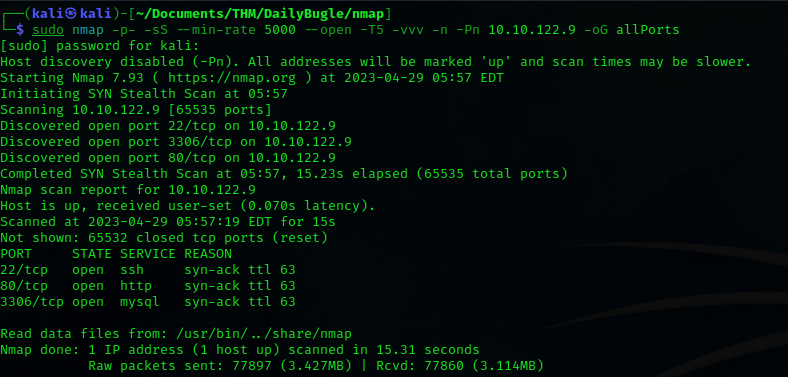 ┌──(kali㉿kali)-[~/Documents/THM/DailyBugle/nmap]
└─$ sudo nmap -p- -sS --min-rate 5000 --open -T5 -vvv -n -Pn 10.10.122.9 -oG allPorts
[sudo] password for kali:
Host discovery disabled (-Pn). All addresses will be marked 'up' and scan times may be slower.
Starting Nmap 7.93 ( https://nmap.org ) at 2023-04-29 05:57 EDT
Initiating SYN Stealth Scan at 05:57
Scanning 10.10.122.9 [65535 ports]
Discovered open port 22/tcp on 10.10.122.9
Discovered open port 3306/tcp on 10.10.122.9
Discovered open port 80/tcp on 10.10.122.9
Completed SYN Stealth Scan at 05:57, 15.23s elapsed (65535 total ports)
Nmap scan report for 10.10.122.9
Host is up, received user-set (0.070s latency).
Scanned at 2023-04-29 05:57:19 EDT for 15s
Not shown: 65532 closed tcp ports (reset)
PORT     STATE SERVICE REASON
22/tcp   open  ssh     syn-ack ttl 63
80/tcp   open  http    syn-ack ttl 63
3306/tcp open  mysql   syn-ack ttl 63

Read data files from: /usr/bin/../share/nmap
Nmap done: 1 IP address (1 host up) scanned in 15.31 seconds
           Raw packets sent: 77897 (3.427MB) | Rcvd: 77860 (3.114MB)